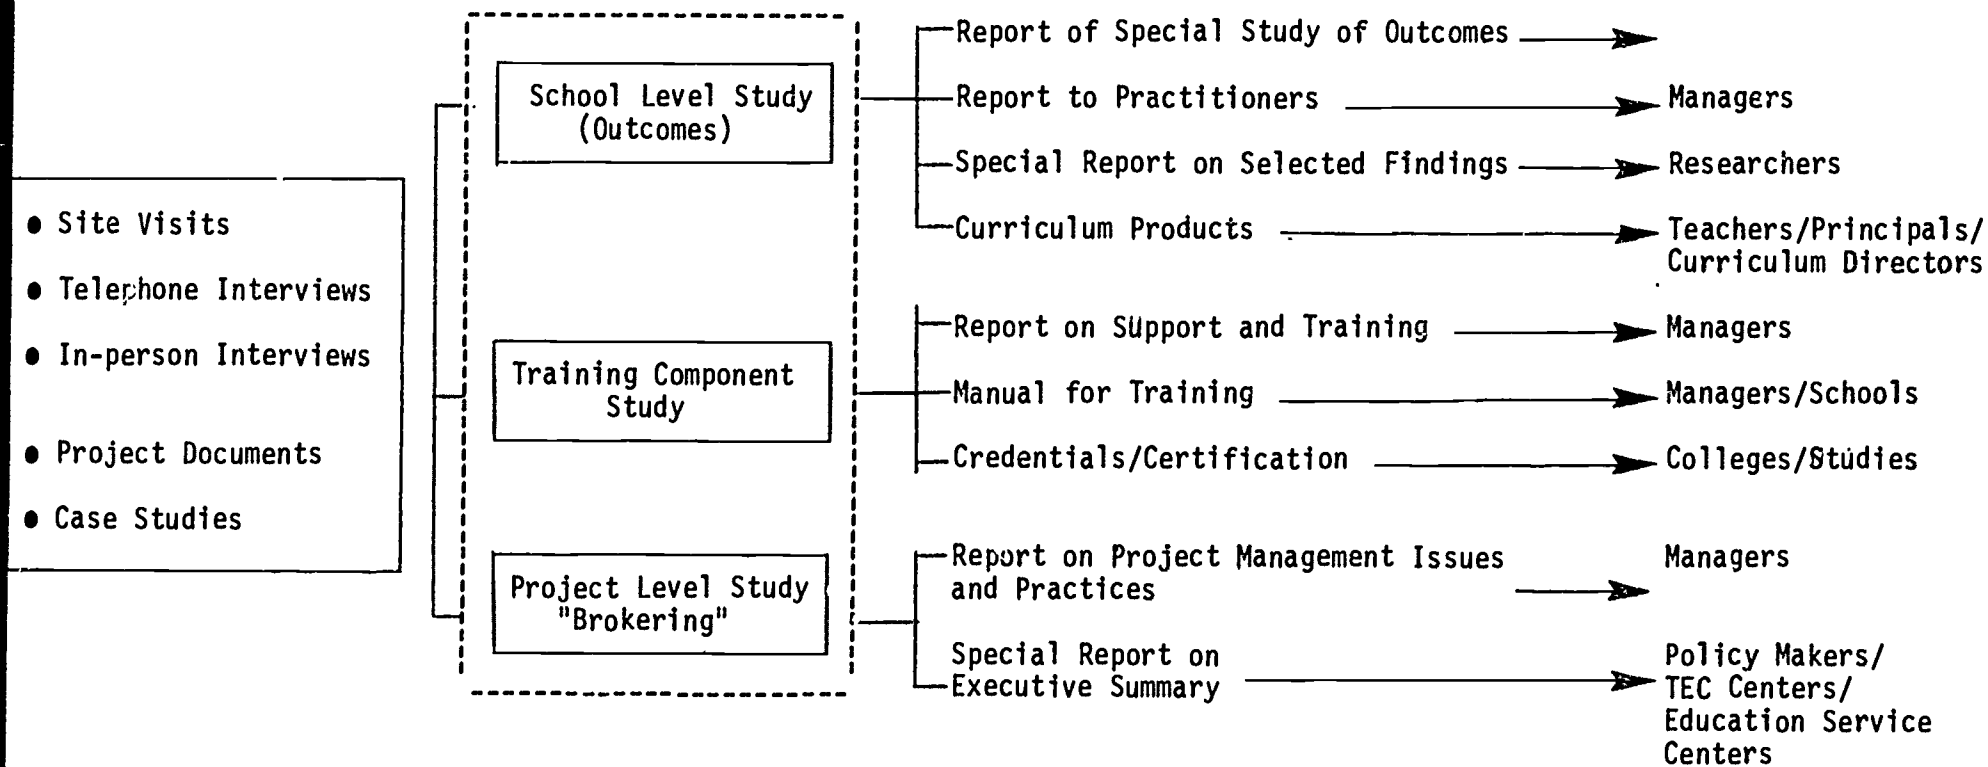 ● Site Visits
● Telephone Interviews
● In-person Interviews
● Project Documents
● Case Studies
School Level Study
(Outcomes)
Training Component
Study
Project Level Study
"Brokering"
Report of Special Study of Outcomes
Report to Practitioners
Managers
Special Report on Selected Findings
Researchers
Curriculum Products
Teachers/Principals/
Curriculum Directors
Report on Support and Training
Managers
Manual for Training
Managers/Schools
Credentials/Certification
Colleges/Studies
Report on Project Management Issues
and Practices
Managers
Special Report on
Executive Summary
Policy Makers/
TEC Centers/
Education Service
Centers